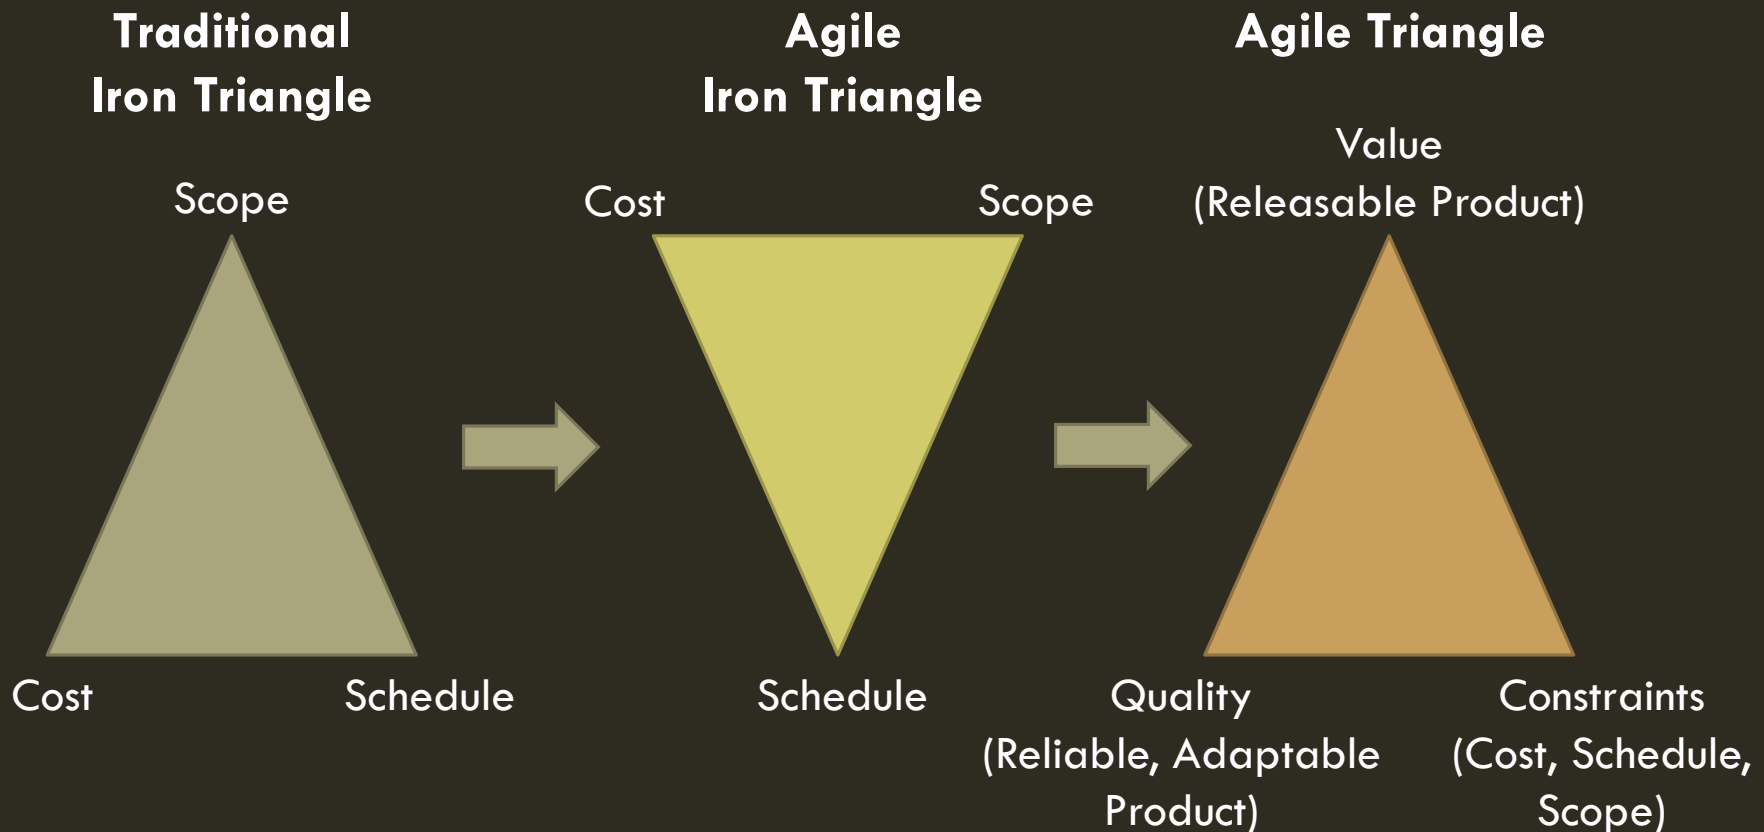 Traditional
Iron Triangle
Scope
Cost
Schedule
Agile
Iron Triangle
Cost
Scope
Schedule
Agile Triangle
Value
(Releasable Product)
Quality
(Reliable, Adaptable
Product)
Constraints
(Cost, Schedule,
Scope)